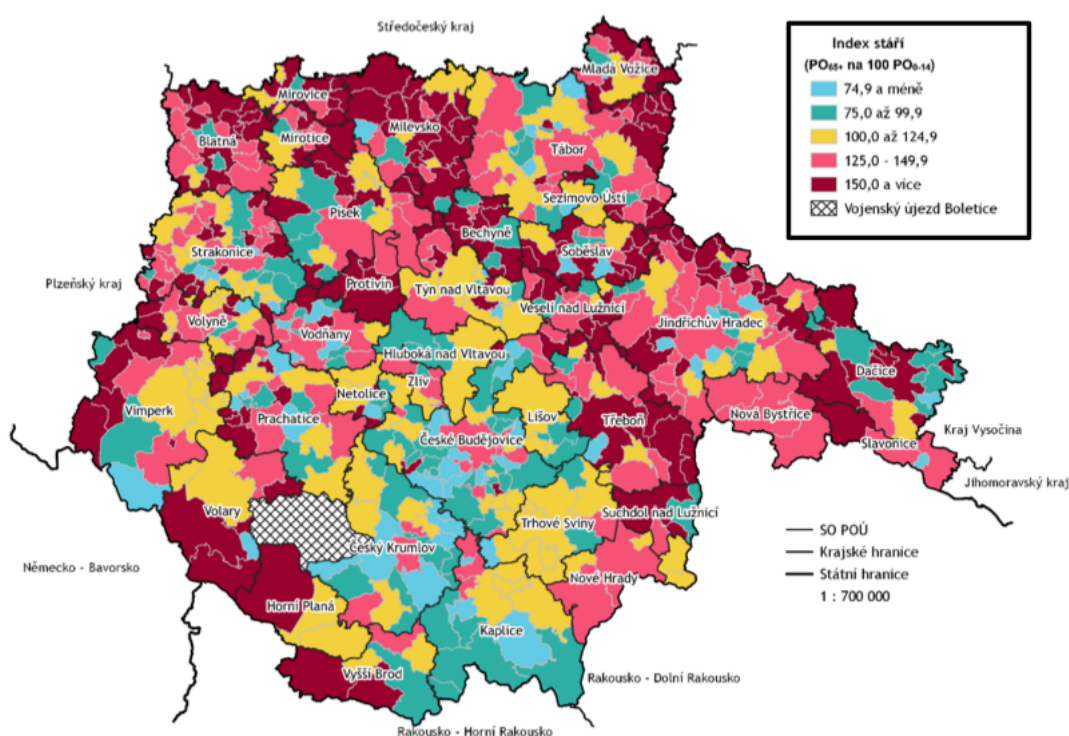 Středočeský kraj
Index stáří
(PO65+ na 100 PO0-14)
74,9 a méně
75,0 až 99,9
100,0 až 124,9
125,0 - 149,9
150,0 a více
Vojenský újezd Boletice
Mladá Vožice
Mirovice
Milevsko
Blatná
Mirotice
Tábor
Sezimovo Ústí
Písek
Bechyně
Soběslav
Strakonice
Plzeňský kraj
Protivín
Týn nad Vltavou
Veselí nad Lužnicí
Volyně
Vodňany
Jindřichův Hradec
Hluboká nad Vltavou
Dačice
Zliv
Netolice
Vimperk
Prachatice
Lišov
Třeboň
Nová Bystřice
České Budějovice
Kraj Vysočina
Slavonice
Jihomoravský kraj
Volary
Suchdol nad Lužnicí
Trhové Sviny
Český Krumlov
Německo - Bavorsko
Nové Hrady
Horní Planá
Kaplice
Vyšší Brod
Rakousko - Dolní Rakousko
Rakousko - Horní Rakousko
SO POÚ
Krajské hranice
Státní hranice
1 : 700 000